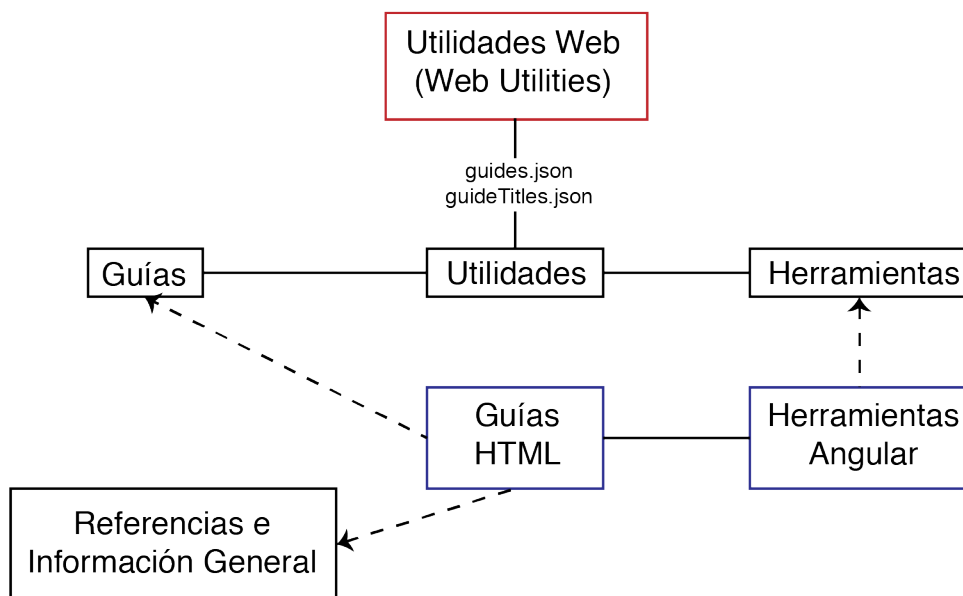 Utilidades Web
(Web Utilities)
guides.json
guideTitles.json
Guías
Utilidades
Herramientas
Guías
HTML
Herramientas
Angular
Referencias e
Información General